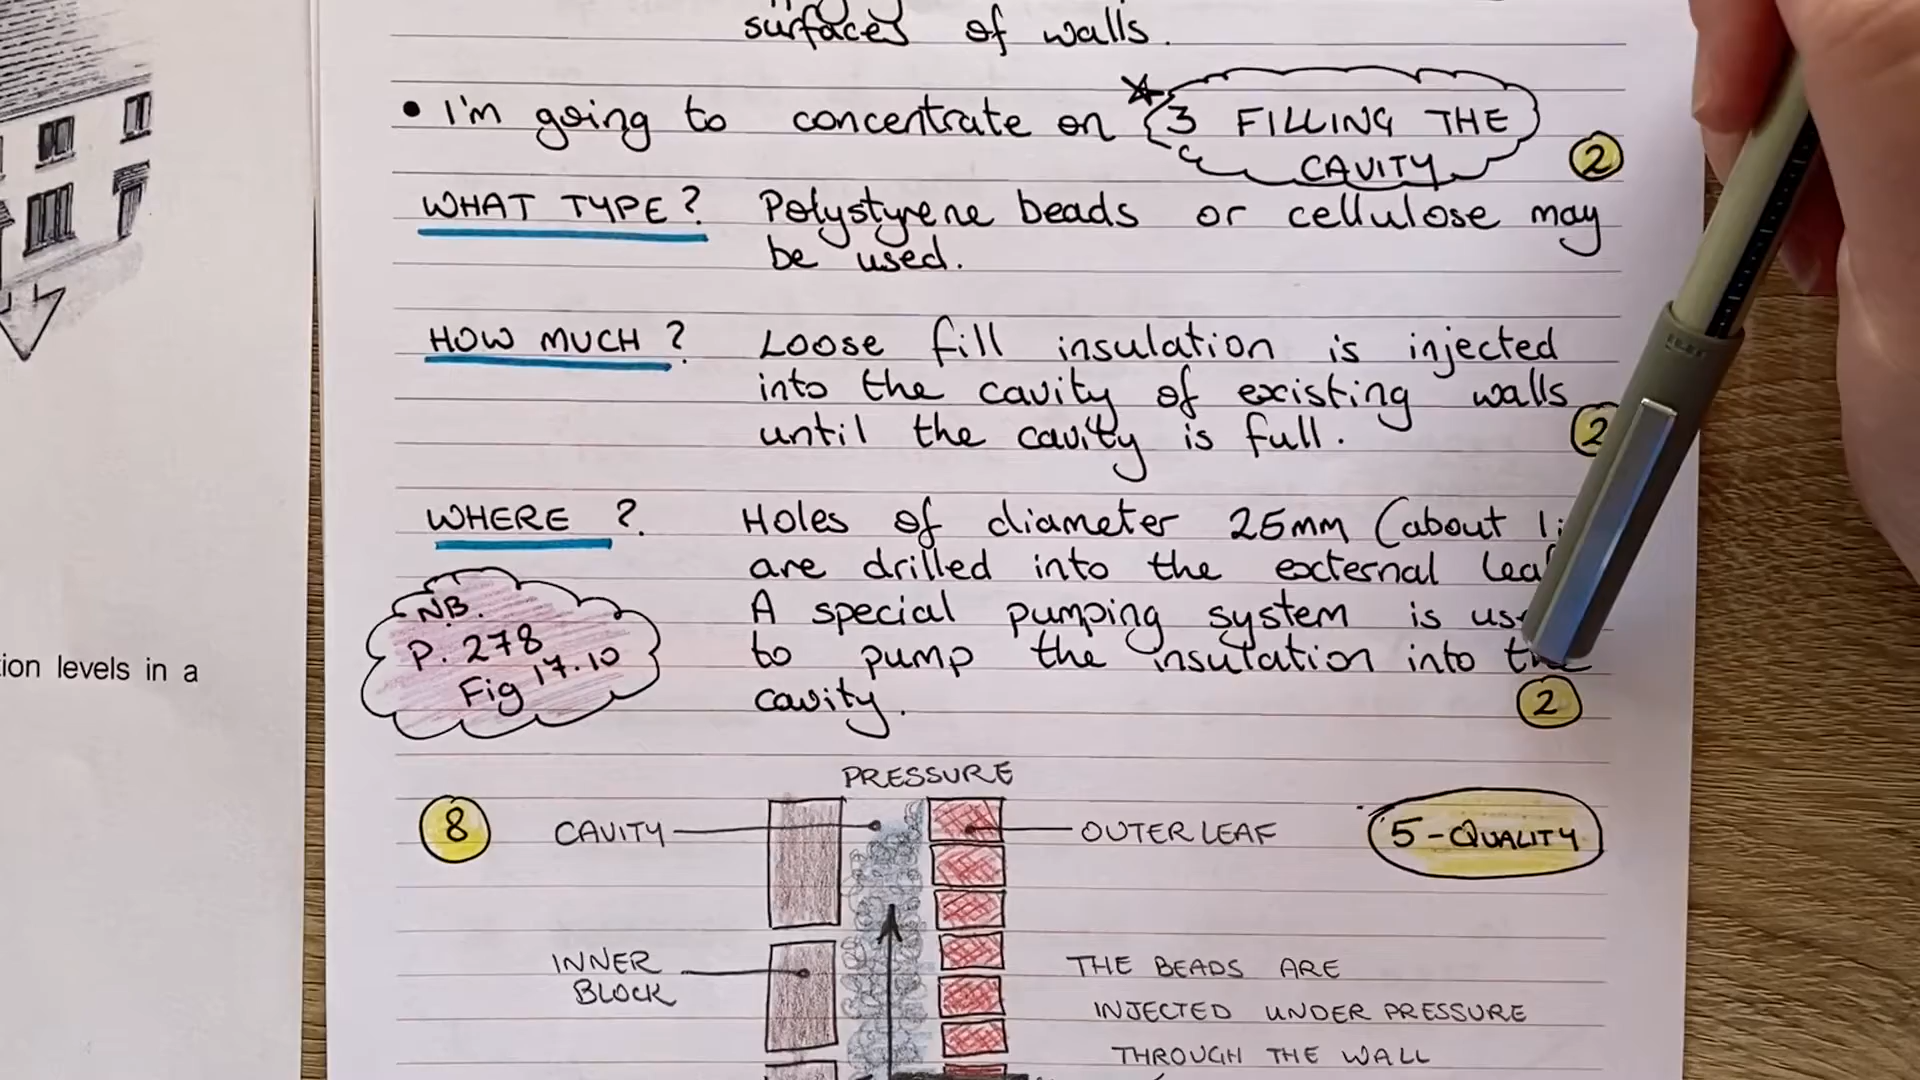 surfaces of walls.
• I'm going to concentrate on * 3 FILLING THE
CAVITY
2
WHAT TYPE? Polystyrene beads or cellulose may
be used.
HOW MUCH? Loose fill insulation is injected
into the cavity of existing walls
until the cavity is full.
2
WHERE ? Holes of diameter 25mm (about
are drilled into the external
A special pumping system is
to pump the insulation into
cavity.
2
N.B.
P. 278
Fig 17.10
ion levels in a
PRESSURE
8
CAVITY
OUTER LEAF
5-QUALITY
INNER
BLOCK
THE BEADS ARE
INJECTED UNDER PRESSURE
THROUGH THE WALL